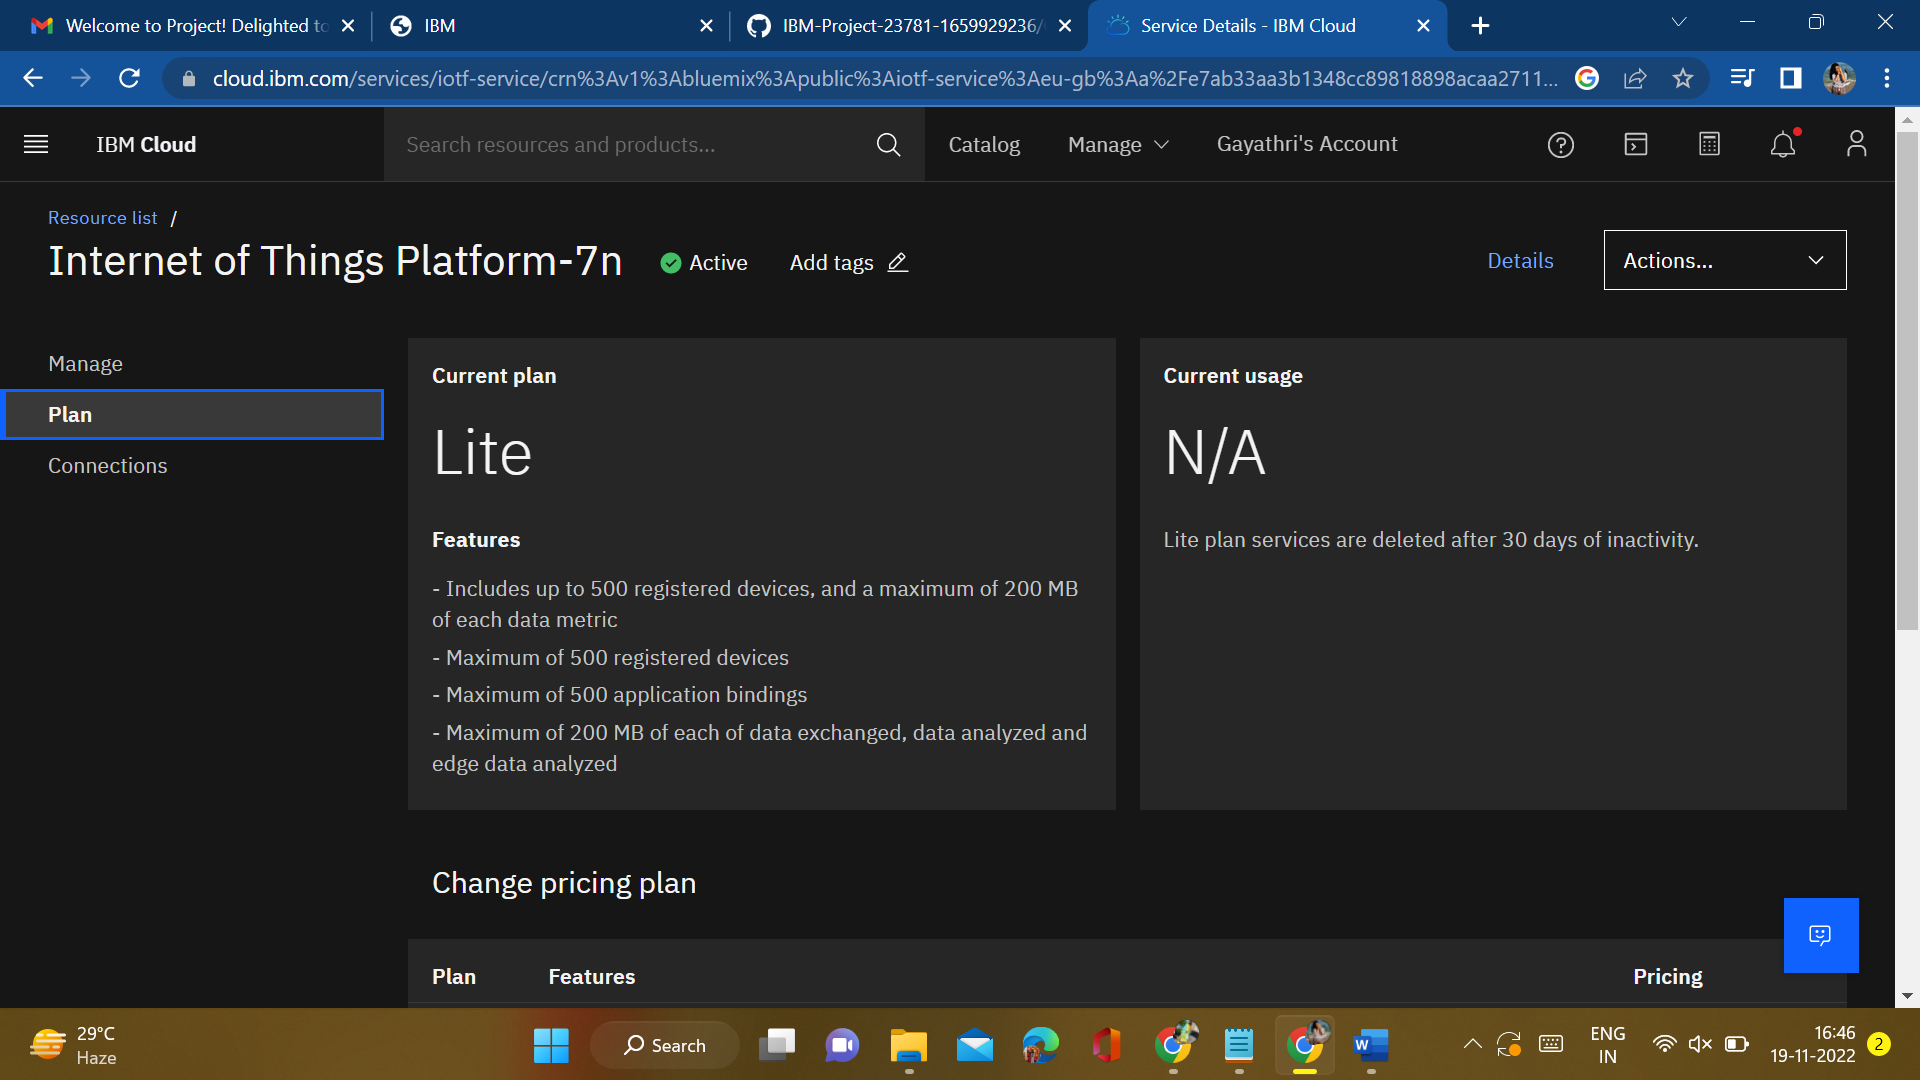 Welcome to Project! Delighted to
IBM
IBM-Project-23781-1659929236/
Service Details - IBM Cloud
cloud.ibm.com/services/iotf-service/crn%3Av1%3Abluemix%3Apublic%3Aiotf-service%3Aeu-gb%3Aa%2Fe7ab33aa3b1348cc89818898acaa2711...
IBM Cloud
Search resources and products...
Catalog
Manage
Gayathri's Account
Resource list /
Internet of Things Platform-7n
Active
Add tags
Details
Actions...
Manage
Plan
Connections
Current plan
Lite
Features
- Includes up to 500 registered devices, and a maximum of 200 MB
of each data metric
- Maximum of 500 registered devices
- Maximum of 500 application bindings
- Maximum of 200 MB of each of data exchanged, data analyzed and
edge data analyzed
Current usage
N/A
Lite plan services are deleted after 30 days of inactivity.
Change pricing plan
Plan Features Pricing
29°C
Haze
Search
ENG
IN
16:46
19-11-2022
2